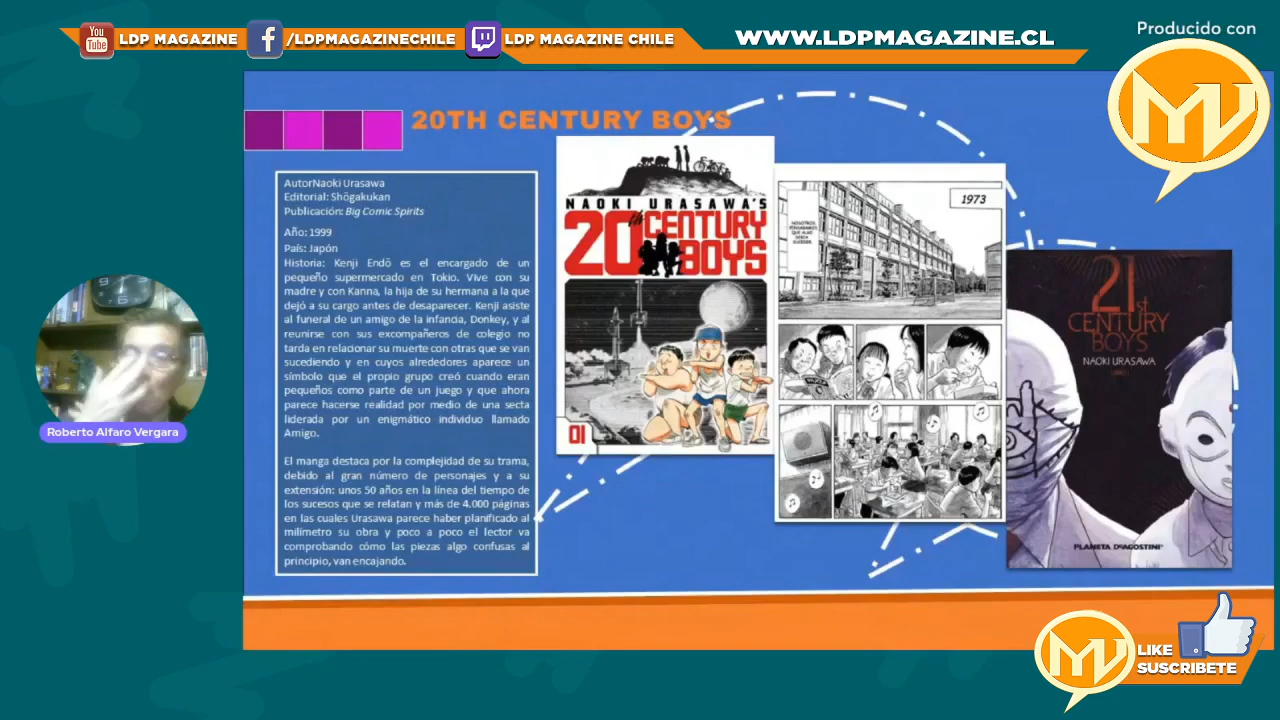 Producido con
You Tube LDP MAGAZINE /LDPMAGAZINECHILE LDP MAGAZINE CHILE WWW.LDPMAGAZINE.CL
MV
20TH CENTURY BOYS
AutorNaoki Urasawa
Editorial: Shōgakukan
Publicación: Big Comic Spirits
Año: 1999
País: Japón
Historia: Kenji Endō es el encargado de un
pequeño supermercado en Tokio. Vive con su
madre y con Kanna, la hija de su hermana a la que
dejó a su cargo antes de desaparecer. Kenji asiste
al funeral de un amigo de la infancia, Donkey, y al
reunirse con sus excompañeros de colegio no
tarda en relacionar su muerte con otras que se van
sucediendo y en cuyos alrededores aparece un
símbolo que el propio grupo creó cuando eran
pequeños como parte de un juego y que ahora
parece hacerse realidad por medio de una secta
liderada por un enigmático individuo llamado
Amigo.
El manga destaca por la complejidad de su trama,
debido al gran número de personajes y a su
extensión: unos 50 años en la línea del tiempo de
los sucesos que se relatan y más de 4.000 páginas
en las cuales Urasawa parece haber planificado al
milímetro su obra y poco a poco el lector va
comprobando cómo las piezas algo confusas al
principio, van encajando.
NAOKI URASAWA'S
20th CENTURY
BOYS
01
1973
NOSOTROS
PENSÁBAMOS
QUE ALGO
IBA A
SUCEDER.
21st
CENTURY
BOYS
NAOKI URASAWA
PLANETA DEAGOSTINI
Roberto Alfaro Vergara
MV
LIKE
SUSCRIBETE